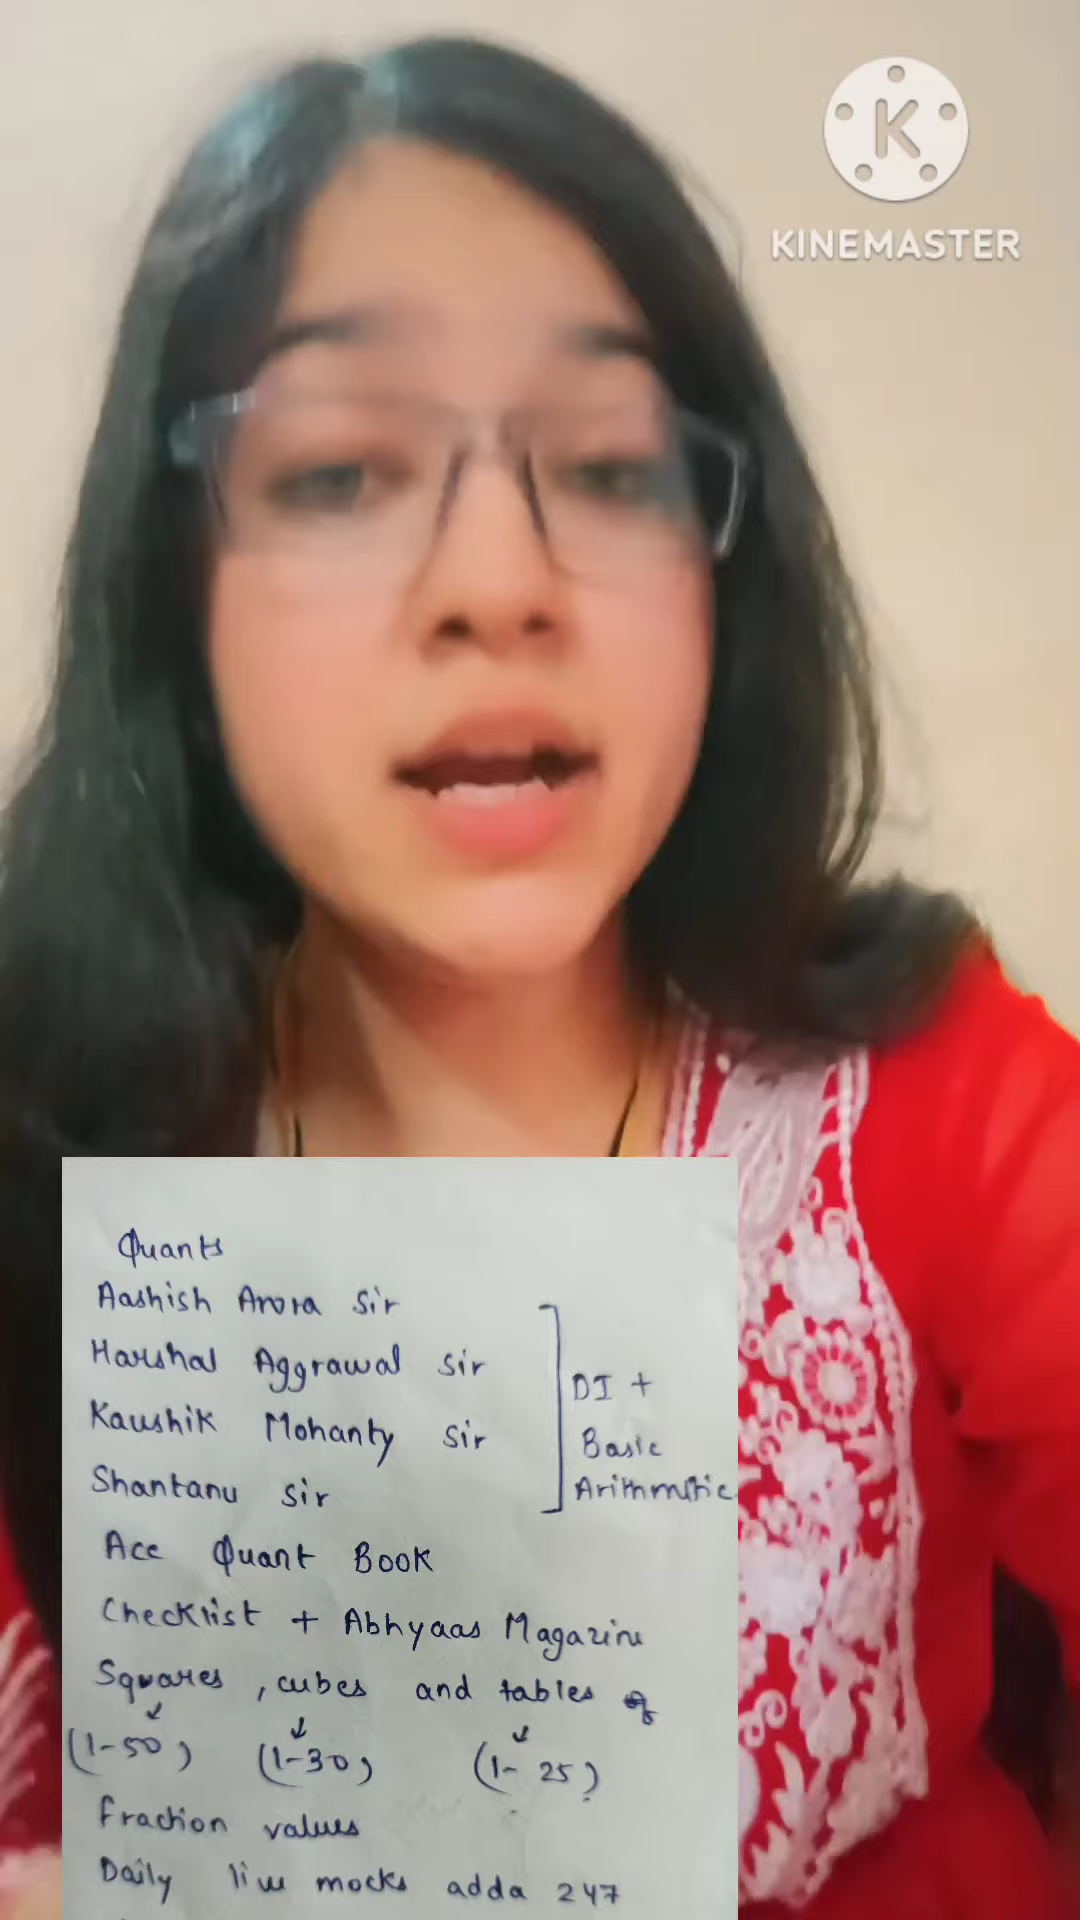 K
KINEMASTER
Quants
Aashish Arora Sir
Harshal Aggrawal Sir
Kaushik Mohanty Sir
Shantanu Sir
DI +
Basic
Arithmetic
Ace Quant Book
Checklist + Abhyaas Magazine
Squares, cubes and tables of
(1-50) (1-30) (1-25)
Fraction values
Daily live mocks adda 247